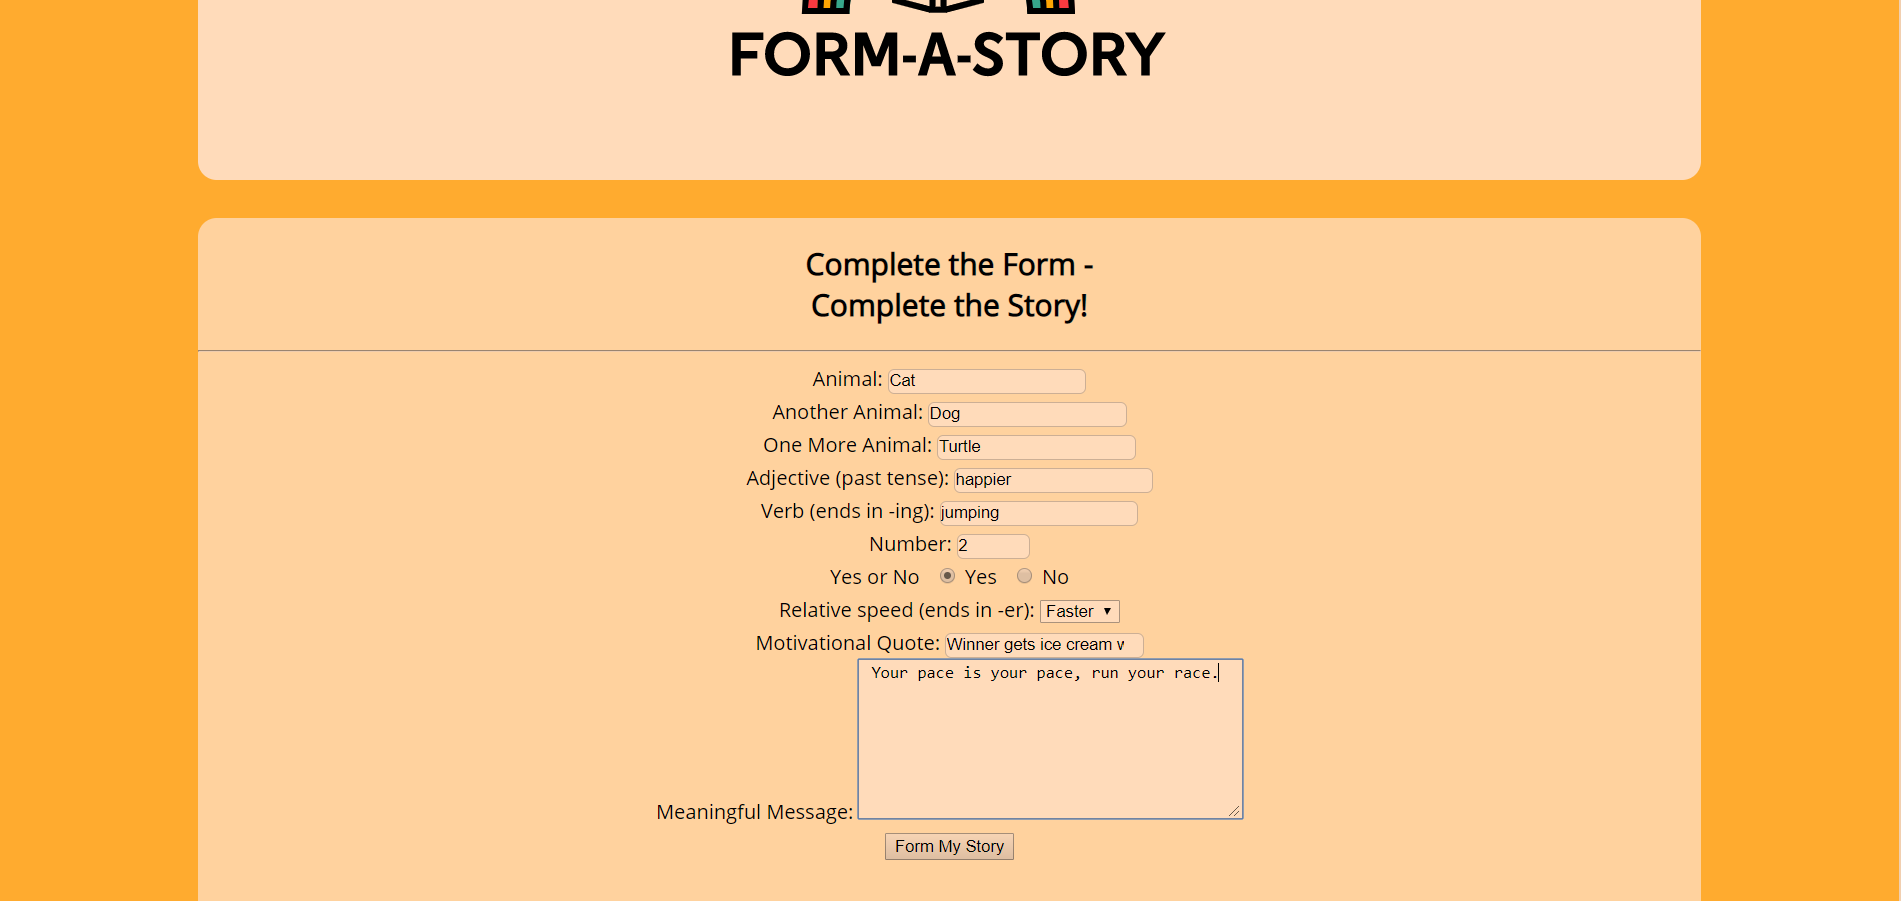 FORM-A-STORY
Complete the Form -
Complete the Story!
Animal: Cat
Another Animal: Dog
One More Animal: Turtle
Adjective (past tense): happier
Verb (ends in -ing): jumping
Number: 2
Yes or No Yes No
Relative speed (ends in -er): Faster
Motivational Quote: Winner gets ice cream w
Your pace is your pace, run your race.
Meaningful Message:
Form My Story